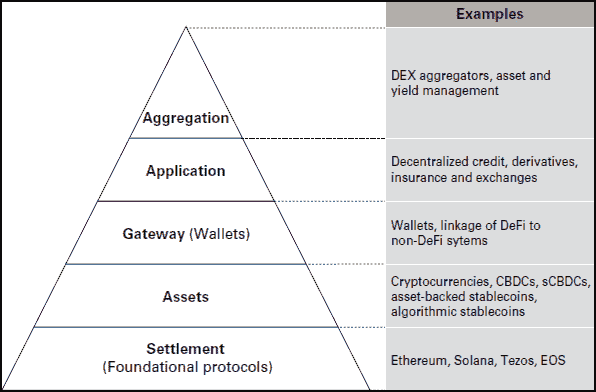 Examples
Aggregation
DEX aggregators, asset and
yield management
Application
Decentralized credit, derivatives,
insurance and exchanges
Gateway (Wallets)
Wallets, linkage of DeFi to
non-DeFi sytems
Assets
Cryptocurrencies, CBDCs, sCBDCs,
asset-backed stablecoins,
algorithmic stablecoins
Settlement
(Foundational protocols)
Ethereum, Solana, Tezos, EOS